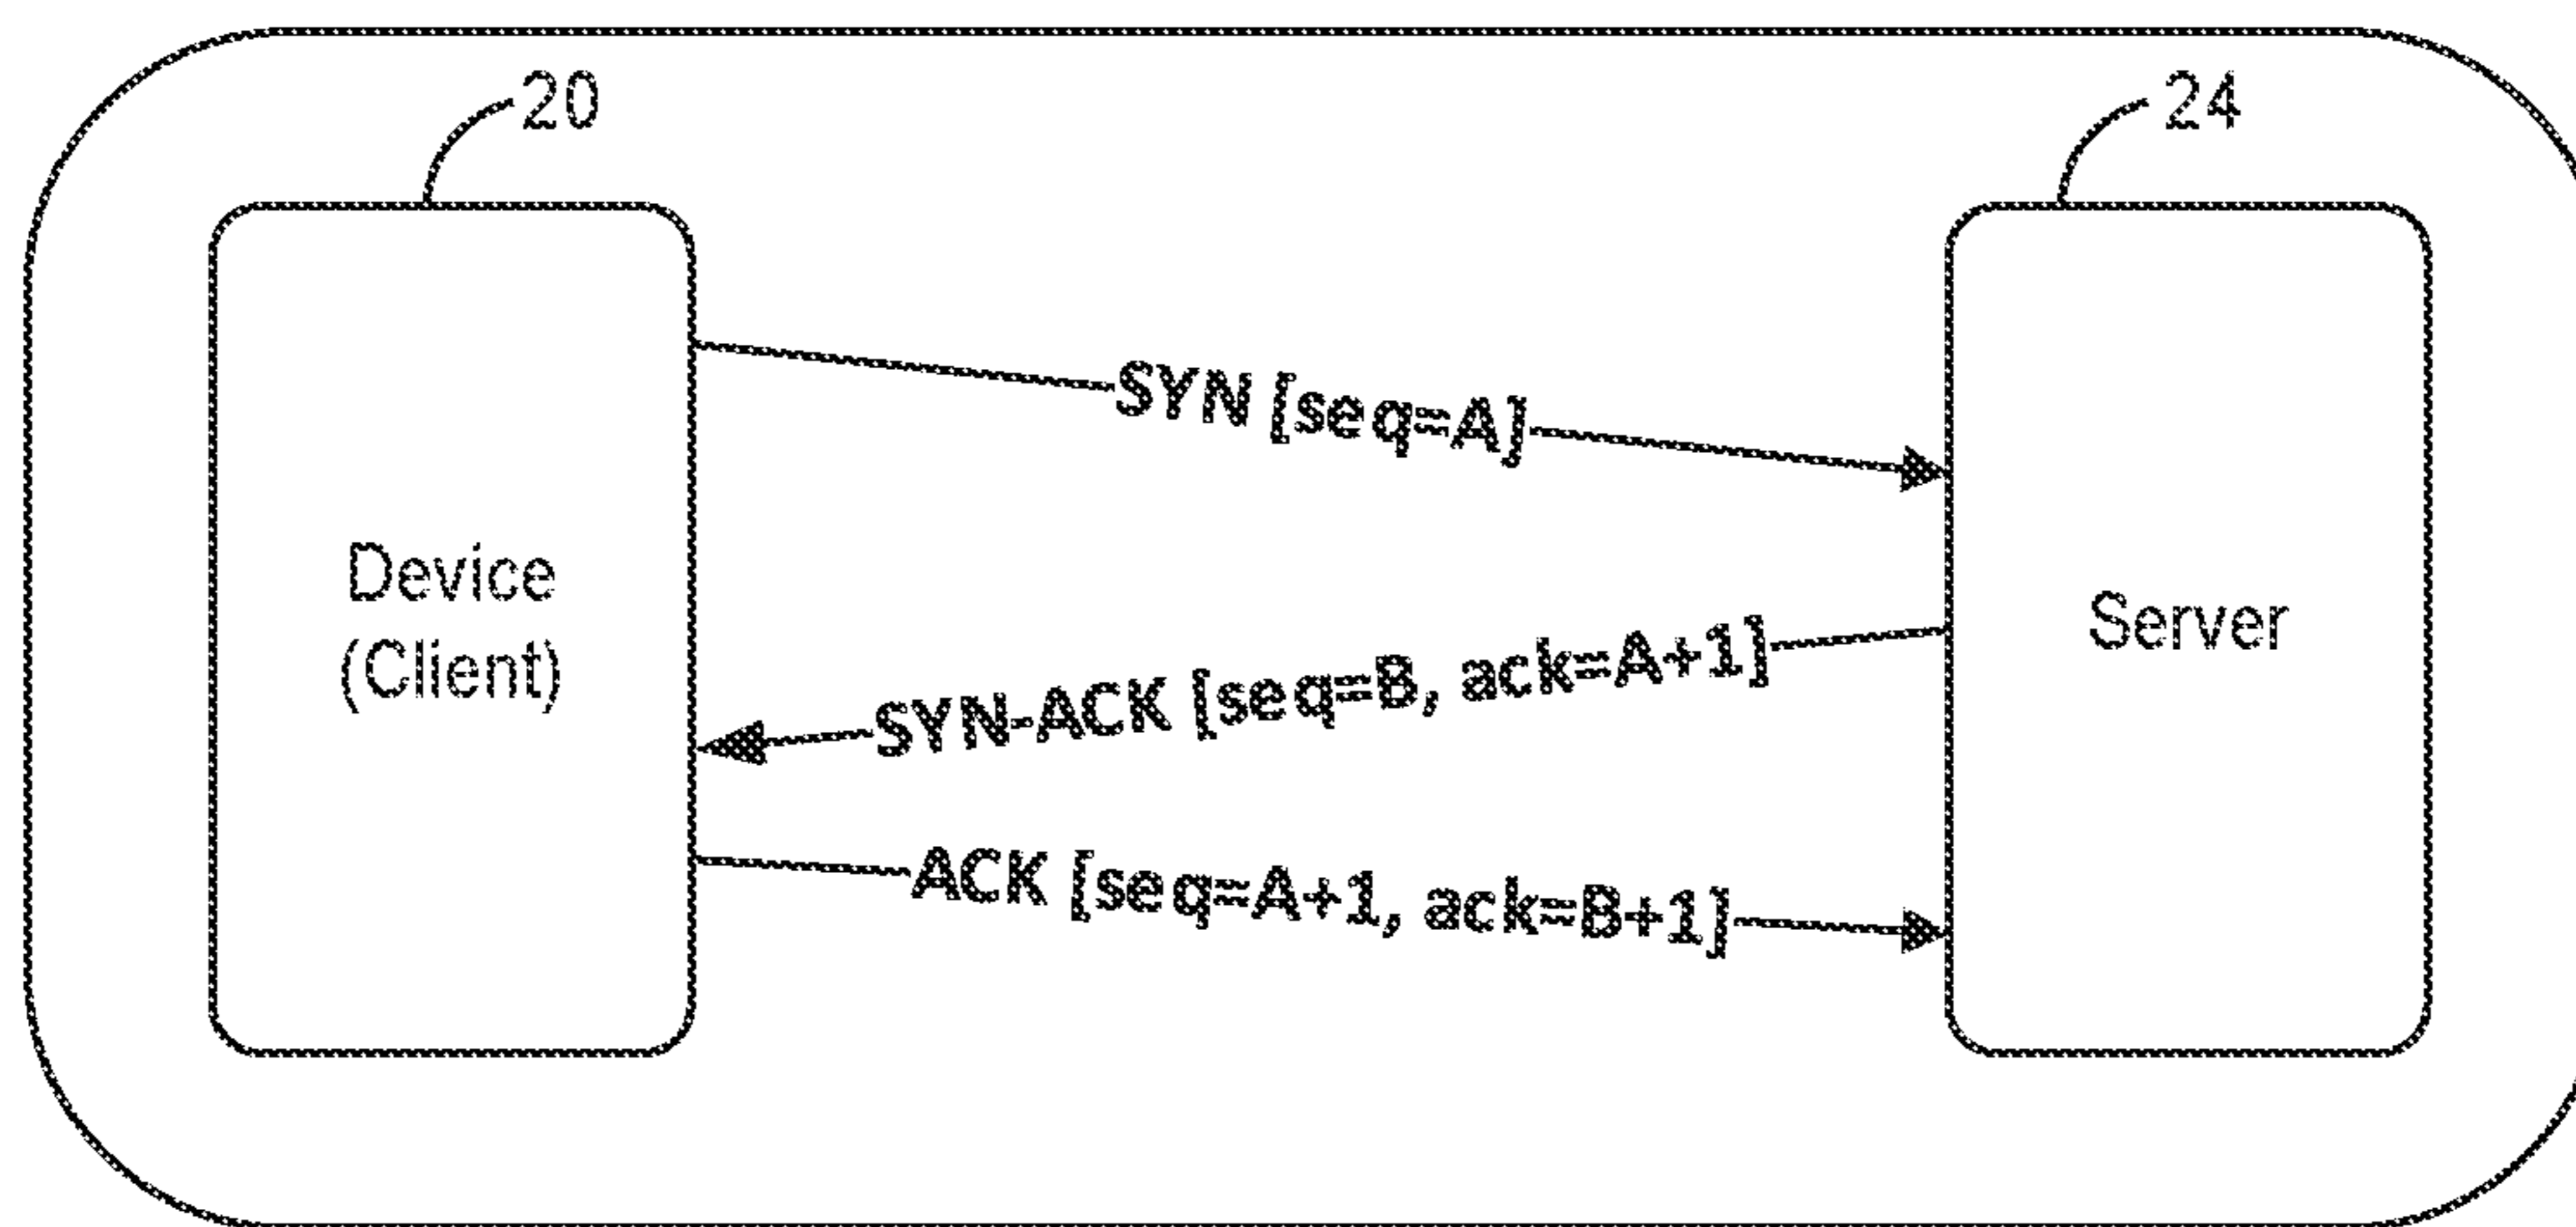 20
24
SYN [seq=A]
Device
(Client)
Server
SYN-ACK [seq=B, ack=A+1]
ACK [seq=A+1, ack=B+1]